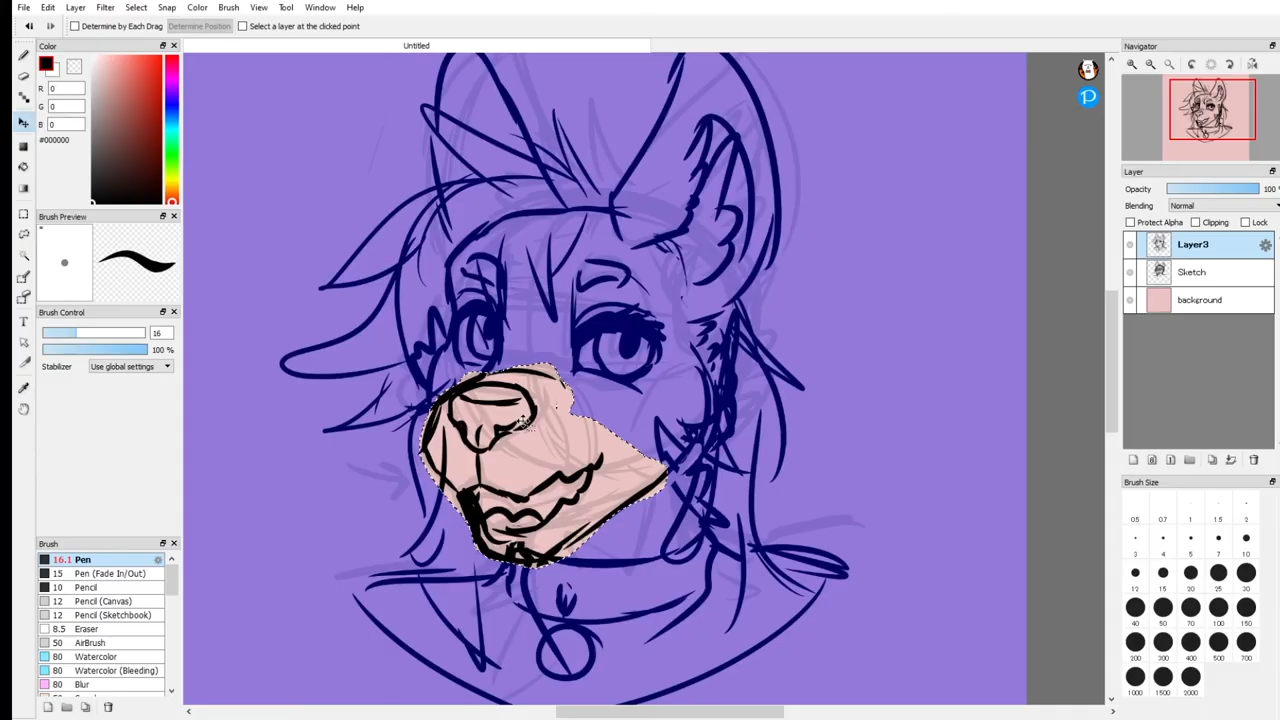 File Edit Layer Filter Select Snap Color Brush Ruler View Tool Window Help
Determine by Each Drag Determine Position Select a layer at the clicked point
Color
Untitled
Navigator
R 0
G 0
B 0
#000000
Layer
Opacity 100
Blending Normal
Protect Alpha Clipping Lock
Layer3
Sketch
background
Brush Preview
Brush Control
16
100 %
Stabilizer Use global settings
Brush
16.1 Pen
15 Pen (Fade In/Out)
10 Pencil
12 Pencil (Canvas)
12 Pencil (Sketchbook)
8.5 Eraser
50 AirBrush
80 Watercolor
80 Watercolor (Bleeding)
80 Blur
Brush Size
0.5 0.7 1 1.5 2
3 4 5 7 10
12 15 20 25 30
40 50 70 100 150
200 300 400 500 700
1000 1500 2000